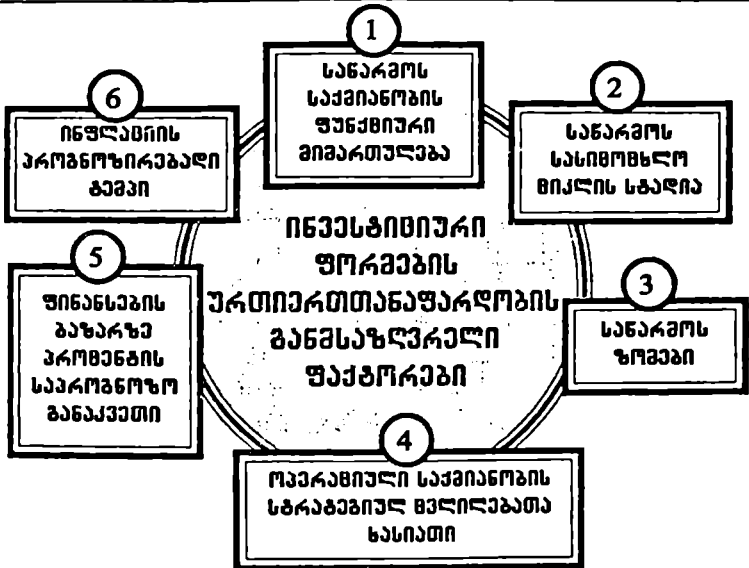 1
საწარმოს
საქმიანობის
ფუნქციური
მიმართულება
2
საწარმოს
სასიცოცხლო
ციკლის სტადია
3
საწარმოს
ზომები
4
ოპერაციული საქმიანობის
სტრატეგიულ ცვლილებათა
ხასიათი
5
ფინანსების
ბაზარზე
პროცენტის
საპროგნოზო
განაკვეთი
6
ინფლაციის
პროგნოზირებადი
ტემპი
ინვესტიციური
ფორმების
ურთიერთთანაფარდობის
განმსაზღვრელი
ფაქტორები